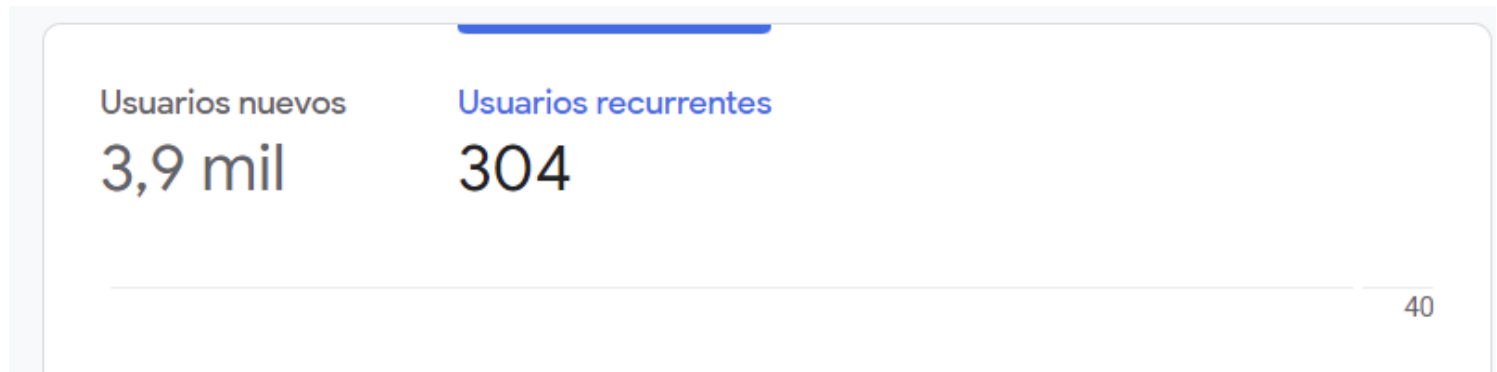 Usuarios nuevos
3,9 mil
Usuarios recurrentes
304
40